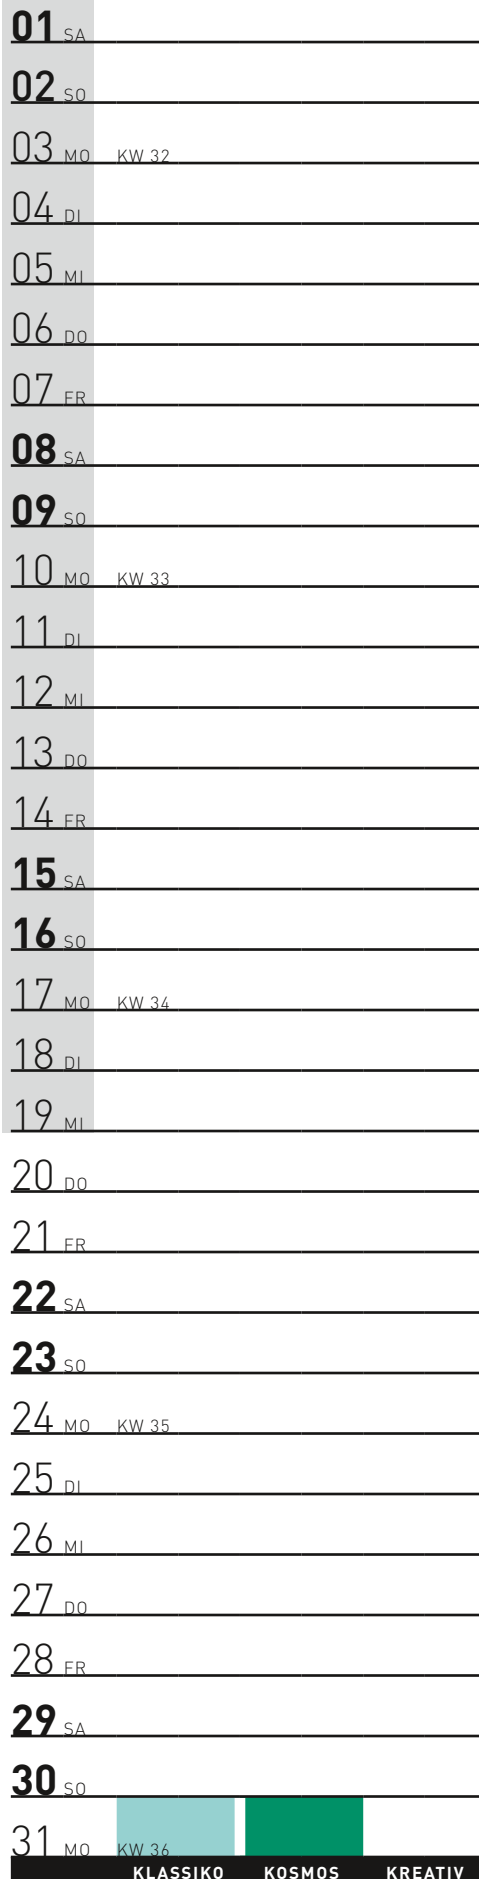 01 SA
02 SO
03 MO KW 32
04 DI
05 MI
06 DO
07 FR
08 SA
09 SO
10 MO KW 33
11 DI
12 MI
13 DO
14 FR
15 SA
16 SO
17 MO KW 34
18 DI
19 MI
20 DO
21 FR
22 SA
23 SO
24 MO KW 35
25 DI
26 MI
27 DO
28 FR
29 SA
30 SO
31 MO KW 36
KLASSIKO KOSMOS KREATIV